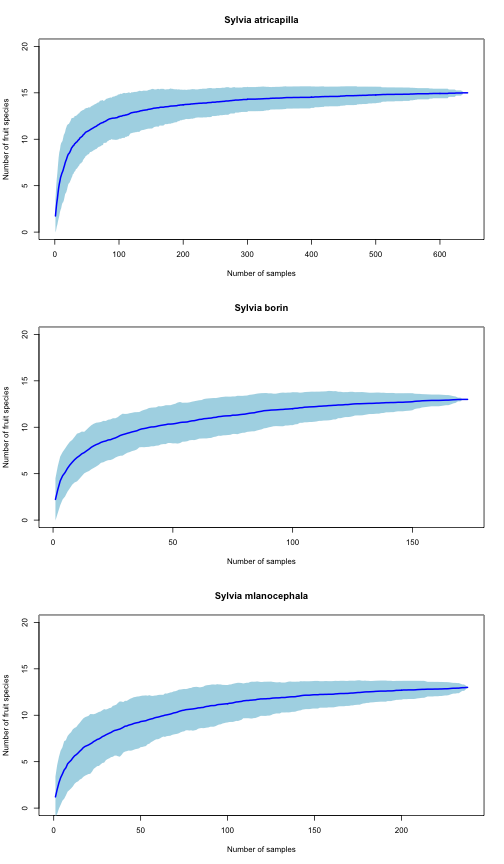 Sylvia atricapilla
20
15
10
5
0
Number of fruit species
0 100 200 300 400 500 600
Number of samples
Sylvia borin
20
15
10
5
0
Number of fruit species
0 50 100 150
Number of samples
Sylvia mlanocephala
20
15
10
5
0
Number of fruit species
0 50 100 150 200
Number of samples